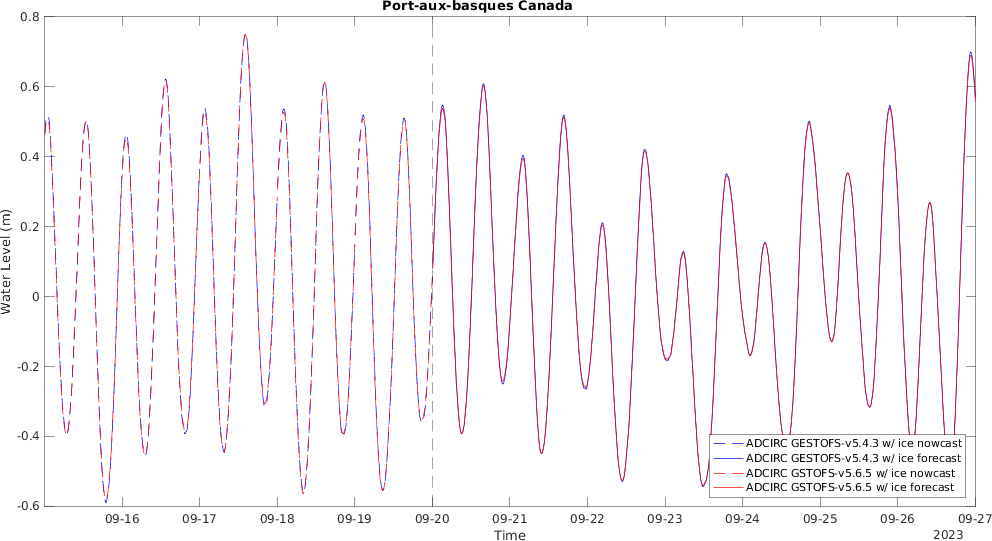 Port-aux-basques Canada
0.8
0.6
0.4
0.2
0
-0.2
-0.4
-0.6
Water Level (m)
ADCIRC GESTOFS-v5.4.3 w/ ice nowcast
ADCIRC GESTOFS-v5.4.3 w/ ice forecast
ADCIRC GSTOFS-v5.6.5 w/ ice nowcast
ADCIRC GSTOFS-v5.6.5 w/ ice forecast
09-16 09-17 09-18 09-19 09-20 09-21 09-22 09-23 09-24 09-25 09-26 09-27
Time
2023